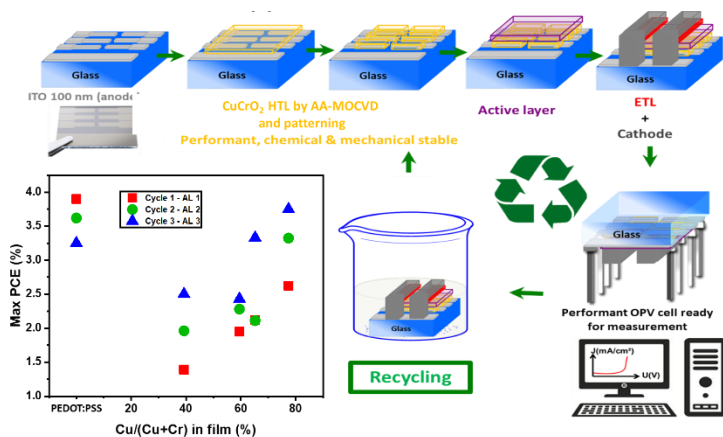 Glass
Glass
Glass
Glass
Glass
ITO 100 nm (anode
CuCrO₂ HTL by AA-MOCVD
and patterning
Performant, chemical & mechanical stable
Active layer
ETL
+
Cathode
Glass
Performant OPV cell ready
for measurement
J(mA/cm²)
U(V)
Glass
Recycling
Max PCE (%)
4.0
3.5
3.0
2.5
2.0
1.5
1.0
Cycle 1 - AL 1
Cycle 2 - AL 2
Cycle 3 - AL 3
PEDOT:PSS 20 40 60 80
Cu/(Cu+Cr) in film (%)